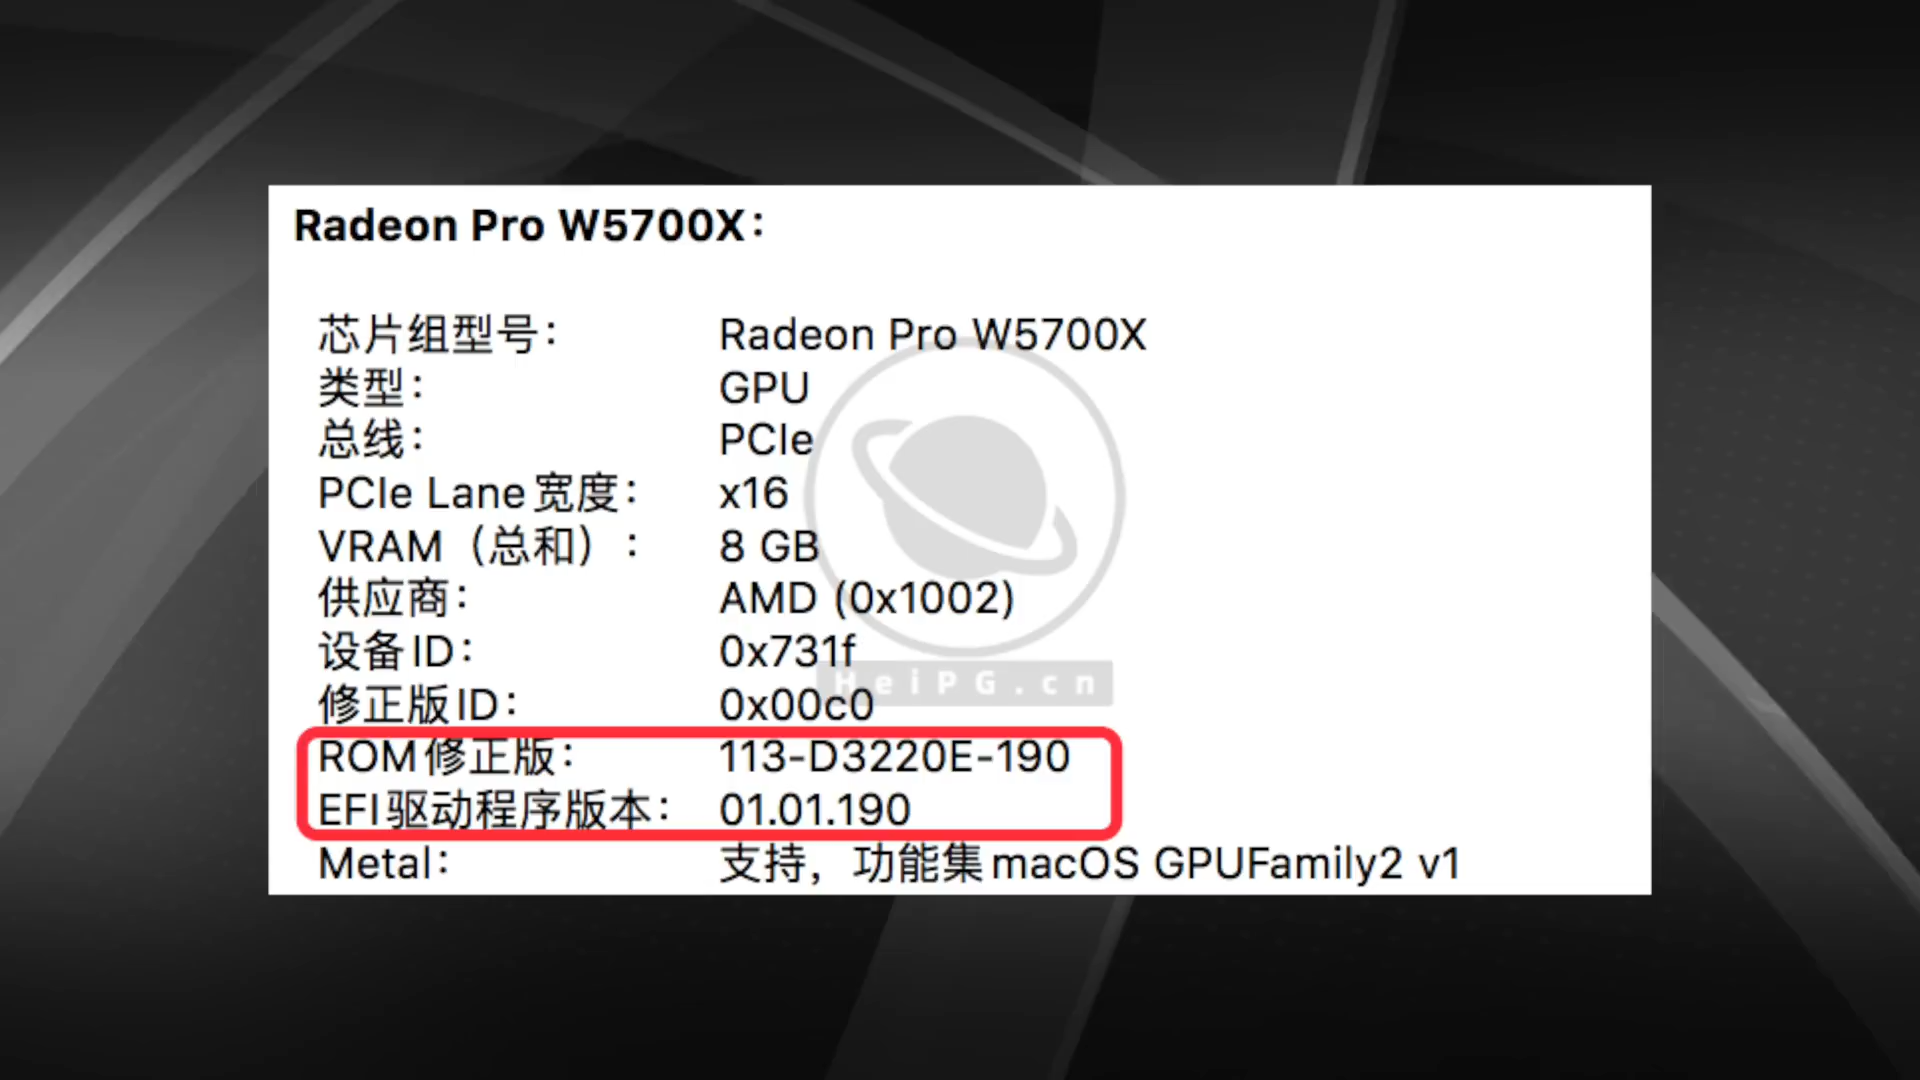 Radeon Pro W5700X：
芯片组型号： Radeon Pro W5700X
类型： GPU
总线： PCIe
PCIe Lane宽度： x16
VRAM（总和）： 8 GB
供应商： AMD (0x1002)
设备ID： 0x731f
HeiPG.cn
修正版ID： 0x00c0
ROM修正版： 113-D3220E-190
EFI驱动程序版本： 01.01.190
Metal： 支持，功能集macOS GPUFamily2 v1